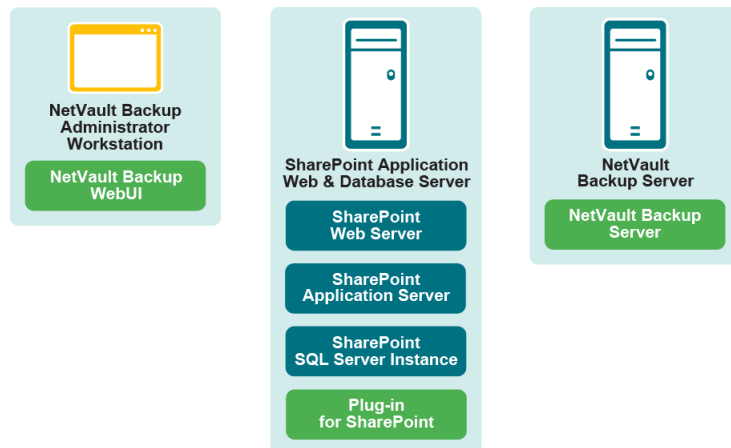 NetVault Backup
Administrator
Workstation
NetVault Backup
WebUI
SharePoint Application
Web & Database Server
SharePoint
Web Server
SharePoint
Application Server
SharePoint
SQL Server Instance
Plug-in
for SharePoint
NetVault
Backup Server
NetVault Backup
Server